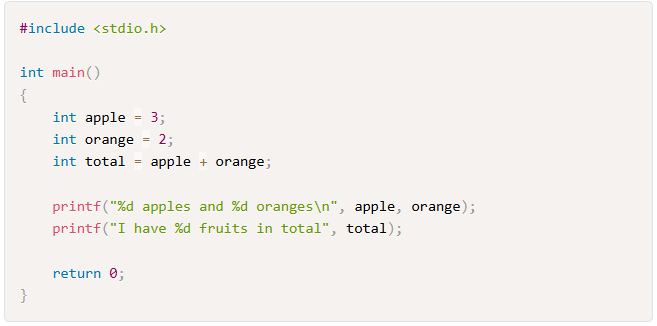 #include <stdio.h>
int main()
{
    int apple = 3;
    int orange = 2;
    int total = apple + orange;
    printf("%d apples and %d oranges\n", apple, orange);
    printf("I have %d fruits in total", total);
    return 0;
}